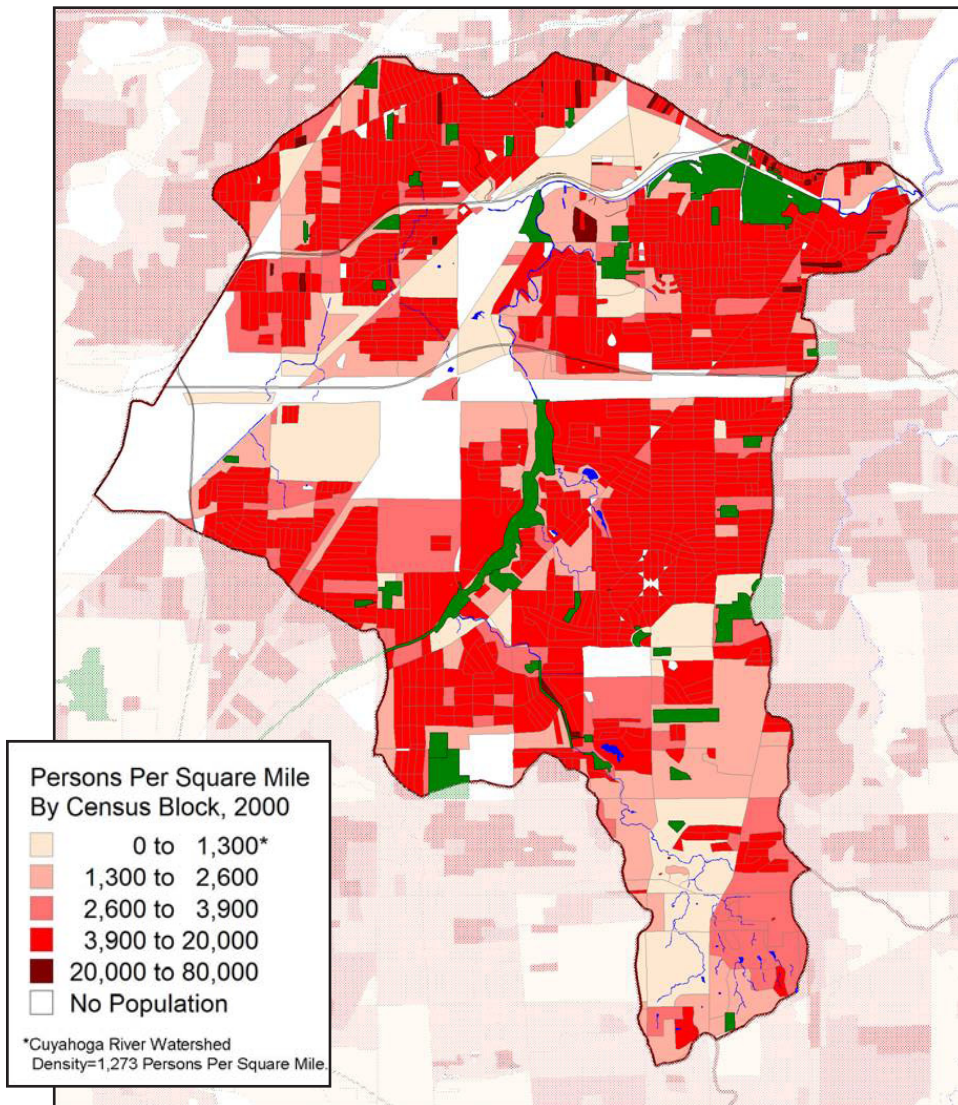 Persons Per Square Mile
By Census Block, 2000
0 to 1,300*
1,300 to 2,600
2,600 to 3,900
3,900 to 20,000
20,000 to 80,000
No Population
*Cuyahoga River Watershed
Density=1,273 Persons Per Square Mile.